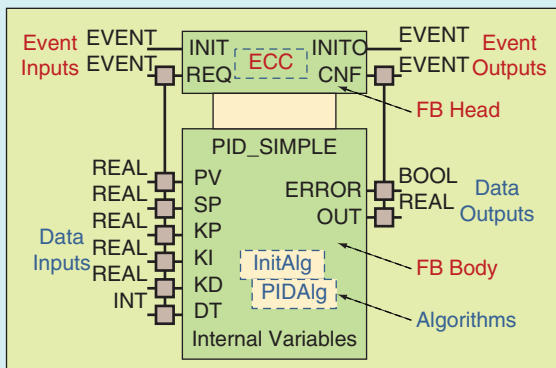 Event Inputs
EVENT
EVENT
INIT
REQ
ECC
INITO
CNF
EVENT
EVENT
Event Outputs
FB Head
PID_SIMPLE
Data Inputs
REAL
REAL
REAL
REAL
REAL
INT
PV
SP
KP
KI
KD
DT
ERROR
OUT
BOOL
REAL
Data Outputs
InitAlg
PIDAlg
FB Body
Algorithms
Internal Variables